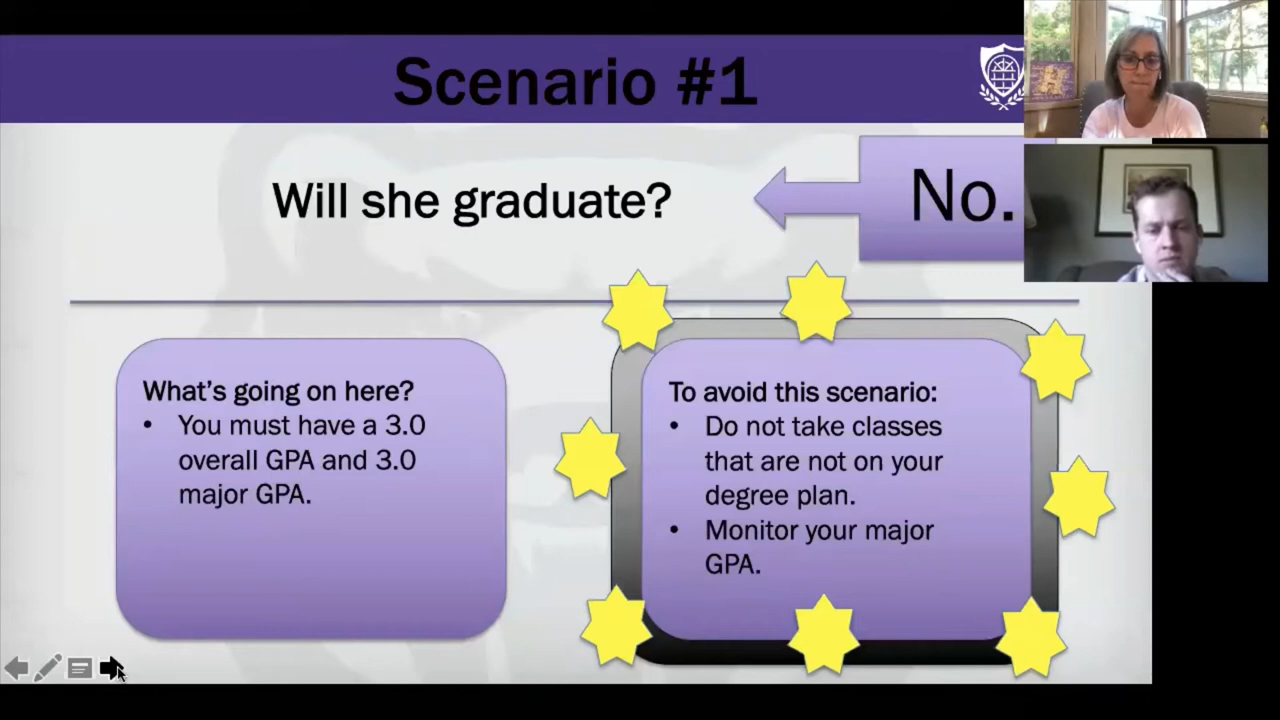 Scenario #1
Will she graduate?
No.
What's going on here?
• You must have a 3.0
overall GPA and 3.0
major GPA.
To avoid this scenario:
• Do not take classes
that are not on your
degree plan.
• Monitor your major
GPA.